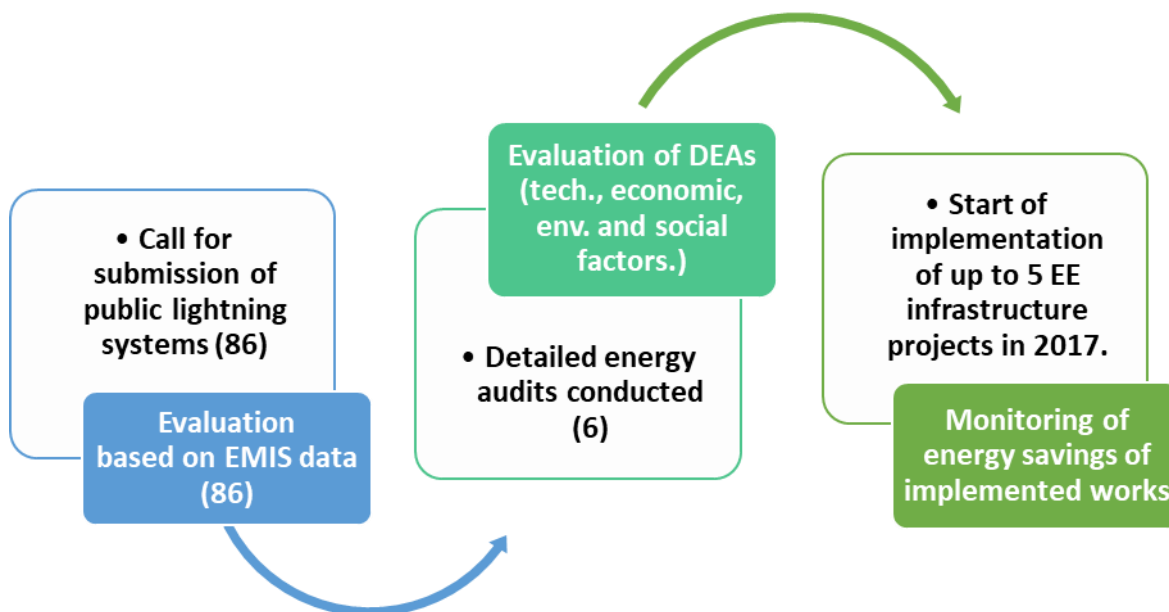 • Call for
submission of
public lightning
systems (86)
Evaluation
based on EMIS data
(86)
Evaluation of DEAs
(tech., economic,
env. and social
factors.)
• Detailed energy
audits conducted
(6)
• Start of
implementation
of up to 5 EE
infrastructure
projects in 2017.
Monitoring of
energy savings of
implemented works